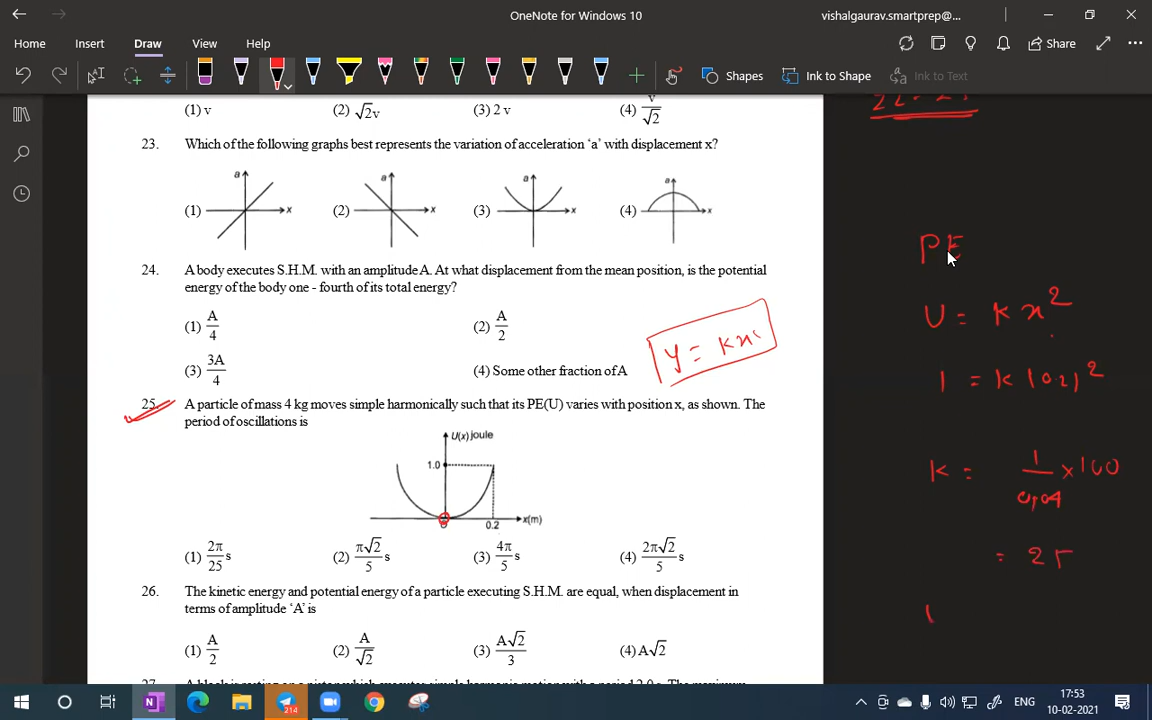 OneNote for Windows 10
vishalgaurav.smartprep@...
Home Insert Draw View Help
Share
Shapes Ink to Shape Ink to Text
(1) v (2) √2v (3) 2 v (4) v/√2
23. Which of the following graphs best represents the variation of acceleration ‘a’ with displacement x?
(1) a x (2) a x (3) a x (4) a x
PE
24. A body executes S.H.M. with an amplitude A. At what displacement from the mean position, is the potential
energy of the body one - fourth of its total energy?
U = kx²
(1) A/4 (2) A/2
y = kx
(3) 3A/4 (4) Some other fraction of A
1 = k(0.2)²
25. A particle of mass 4 kg moves simple harmonically such that its PE(U) varies with position x, as shown. The
period of oscillations is
U(x) joule
1.0
k = 1/0,04 × 100
0.2 x(m)
(1) 2π/25 s (2) π√2/5 s (3) 4π/5 s (4) 2π√2/5 s
= 25
26. The kinetic energy and potential energy of a particle executing S.H.M. are equal, when displacement in
terms of amplitude ‘A’ is
(1) A/2 (2) A/√2 (3) A√2/3 (4) A√2
214
ENG
17:53
10-02-2021